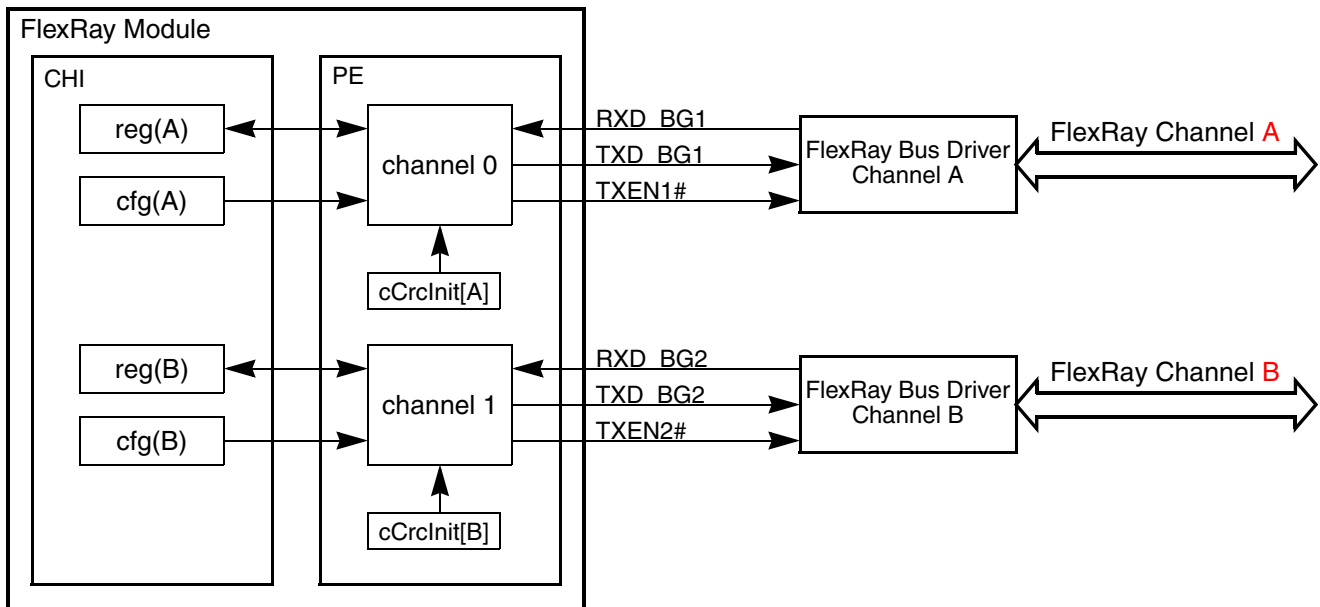 FlexRay Module
CHI
PE
reg(A)
cfg(A)
channel 0
cCrcInit[A]
RXD_BG1
TXD_BG1
TXEN1#
FlexRay Bus Driver
Channel A
FlexRay Channel A
reg(B)
cfg(B)
channel 1
cCrcInit[B]
RXD_BG2
TXD_BG2
TXEN2#
FlexRay Bus Driver
Channel B
FlexRay Channel B